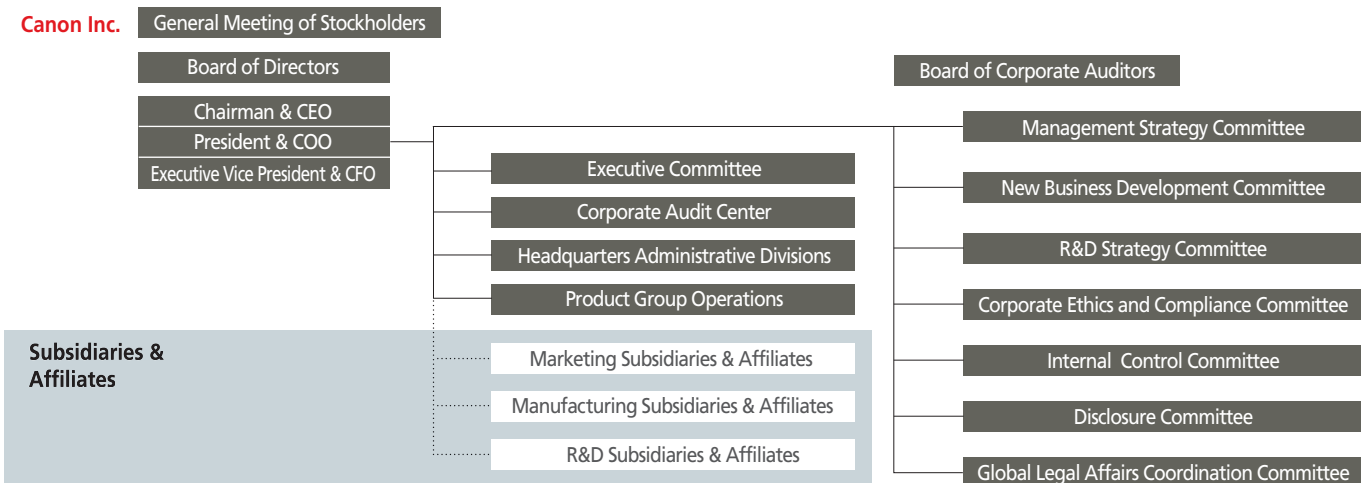 Canon Inc.
General Meeting of Stockholders
Board of Directors
Chairman & CEO
President & COO
Executive Vice President & CFO
Executive Committee
Corporate Audit Center
Headquarters Administrative Divisions
Product Group Operations
Subsidiaries &
Affiliates
Marketing Subsidiaries & Affiliates
Manufacturing Subsidiaries & Affiliates
R&D Subsidiaries & Affiliates
Board of Corporate Auditors
Management Strategy Committee
New Business Development Committee
R&D Strategy Committee
Corporate Ethics and Compliance Committee
Internal Control Committee
Disclosure Committee
Global Legal Affairs Coordination Committee